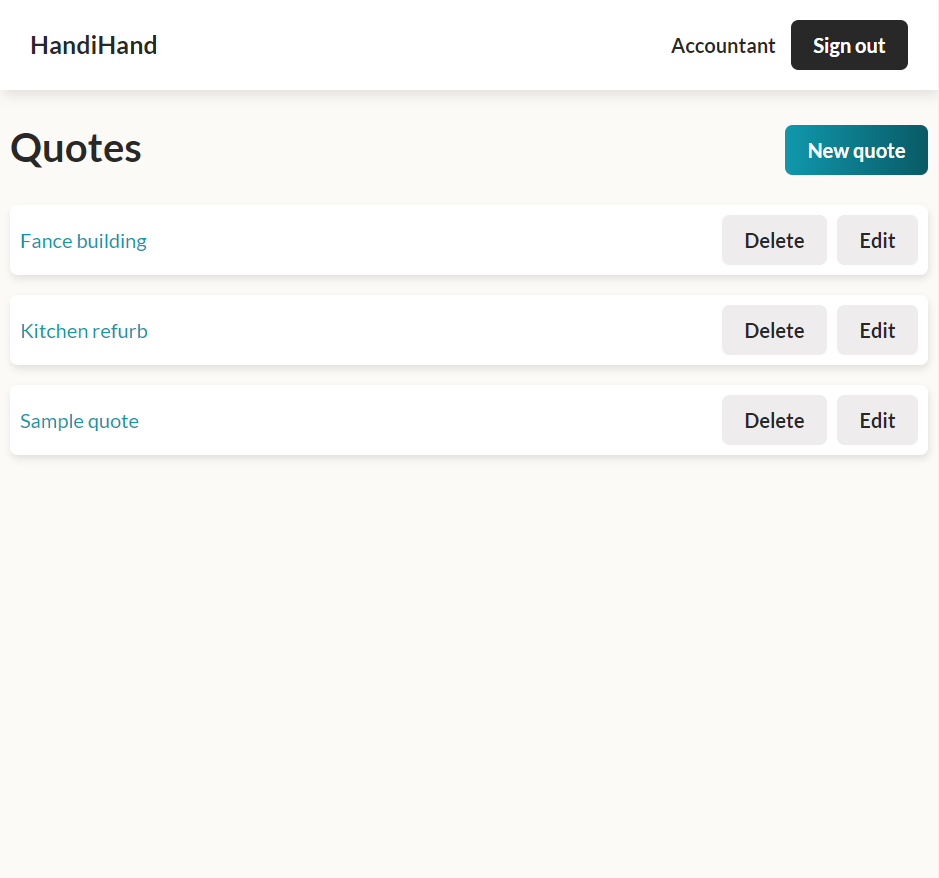 HandiHand Accountant Sign out
Quotes New quote
Fance building Delete Edit
Kitchen refurb Delete Edit
Sample quote Delete Edit